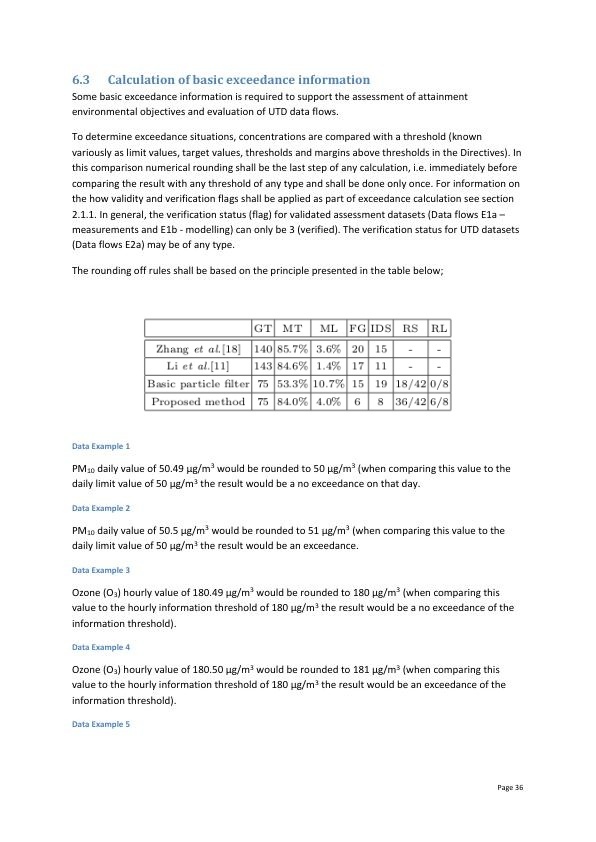 6.3 Calculation of basic exceedance information
Some basic exceedance information is required to support the assessment of attainment
environmental objectives and evaluation of UTD data flows.
To determine exceedance situations, concentrations are compared with a threshold (known
variously as limit values, target values, thresholds and margins above thresholds in the Directives). In
this comparison numerical rounding shall be the last step of any calculation, i.e. immediately before
comparing the result with any threshold of any type and shall be done only once. For information on
the how validity and verification flags shall be applied as part of exceedance calculation see section
2.1.1. In general, the verification status (flag) for validated assessment datasets (Data flows E1a –
measurements and E1b - modelling) can only be 3 (verified). The verification status for UTD datasets
(Data flows E2a) may be of any type.
The rounding off rules shall be based on the principle presented in the table below;
GT MT ML FG IDS RS RL
Zhang et al.[18] 140 85.7% 3.6% 20 15 - -
Li et al.[11] 143 84.6% 1.4% 17 11 - -
Basic particle filter 75 53.3% 10.7% 15 19 18/42 0/8
Proposed method 75 84.0% 4.0% 6 8 36/42 6/8
Data Example 1
PM₁₀ daily value of 50.49 µg/m³ would be rounded to 50 µg/m³ (when comparing this value to the
daily limit value of 50 µg/m³ the result would be a no exceedance on that day.
Data Example 2
PM₁₀ daily value of 50.5 µg/m³ would be rounded to 51 µg/m³ (when comparing this value to the
daily limit value of 50 µg/m³ the result would be an exceedance.
Data Example 3
Ozone (O₃) hourly value of 180.49 µg/m³ would be rounded to 180 µg/m³ (when comparing this
value to the hourly information threshold of 180 µg/m³ the result would be a no exceedance of the
information threshold).
Data Example 4
Ozone (O₃) hourly value of 180.50 µg/m³ would be rounded to 181 µg/m³ (when comparing this
value to the hourly information threshold of 180 µg/m³ the result would be an exceedance of the
information threshold).
Data Example 5
Page 36